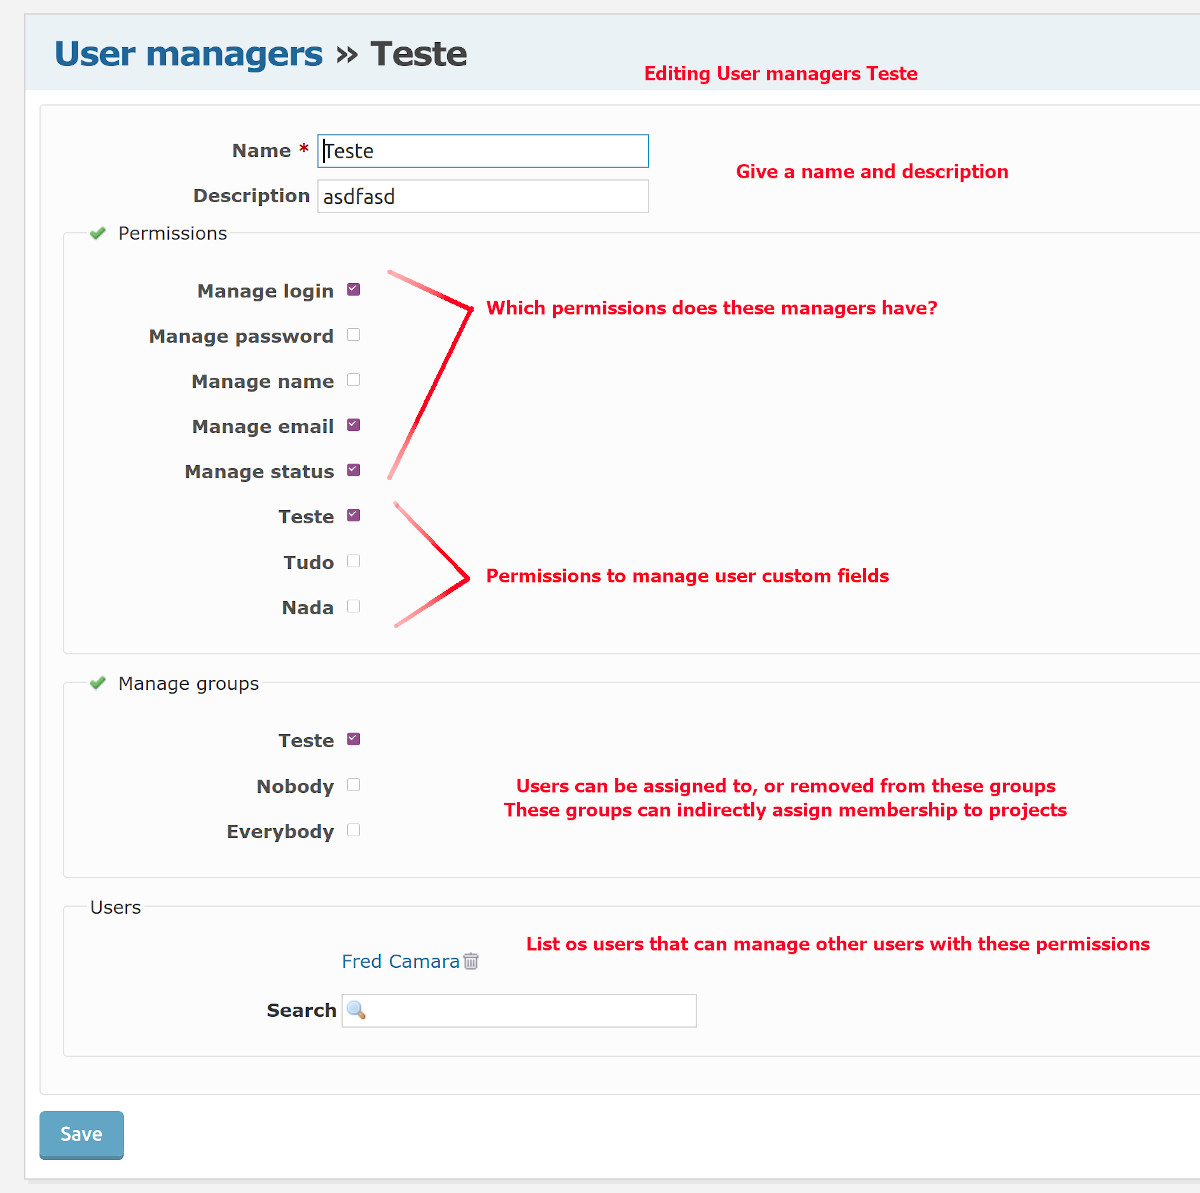 User managers » Teste
Editing User managers Teste
Name * Teste
Give a name and description
Description asdfasd
Permissions
Manage login
Which permissions does these managers have?
Manage password
Manage name
Manage email
Manage status
Teste
Tudo
Permissions to manage user custom fields
Nada
Manage groups
Teste
Nobody
Users can be assigned to, or removed from these groups
These groups can indirectly assign membership to projects
Everybody
Users
List os users that can manage other users with these permissions
Fred Camara
Search
Save